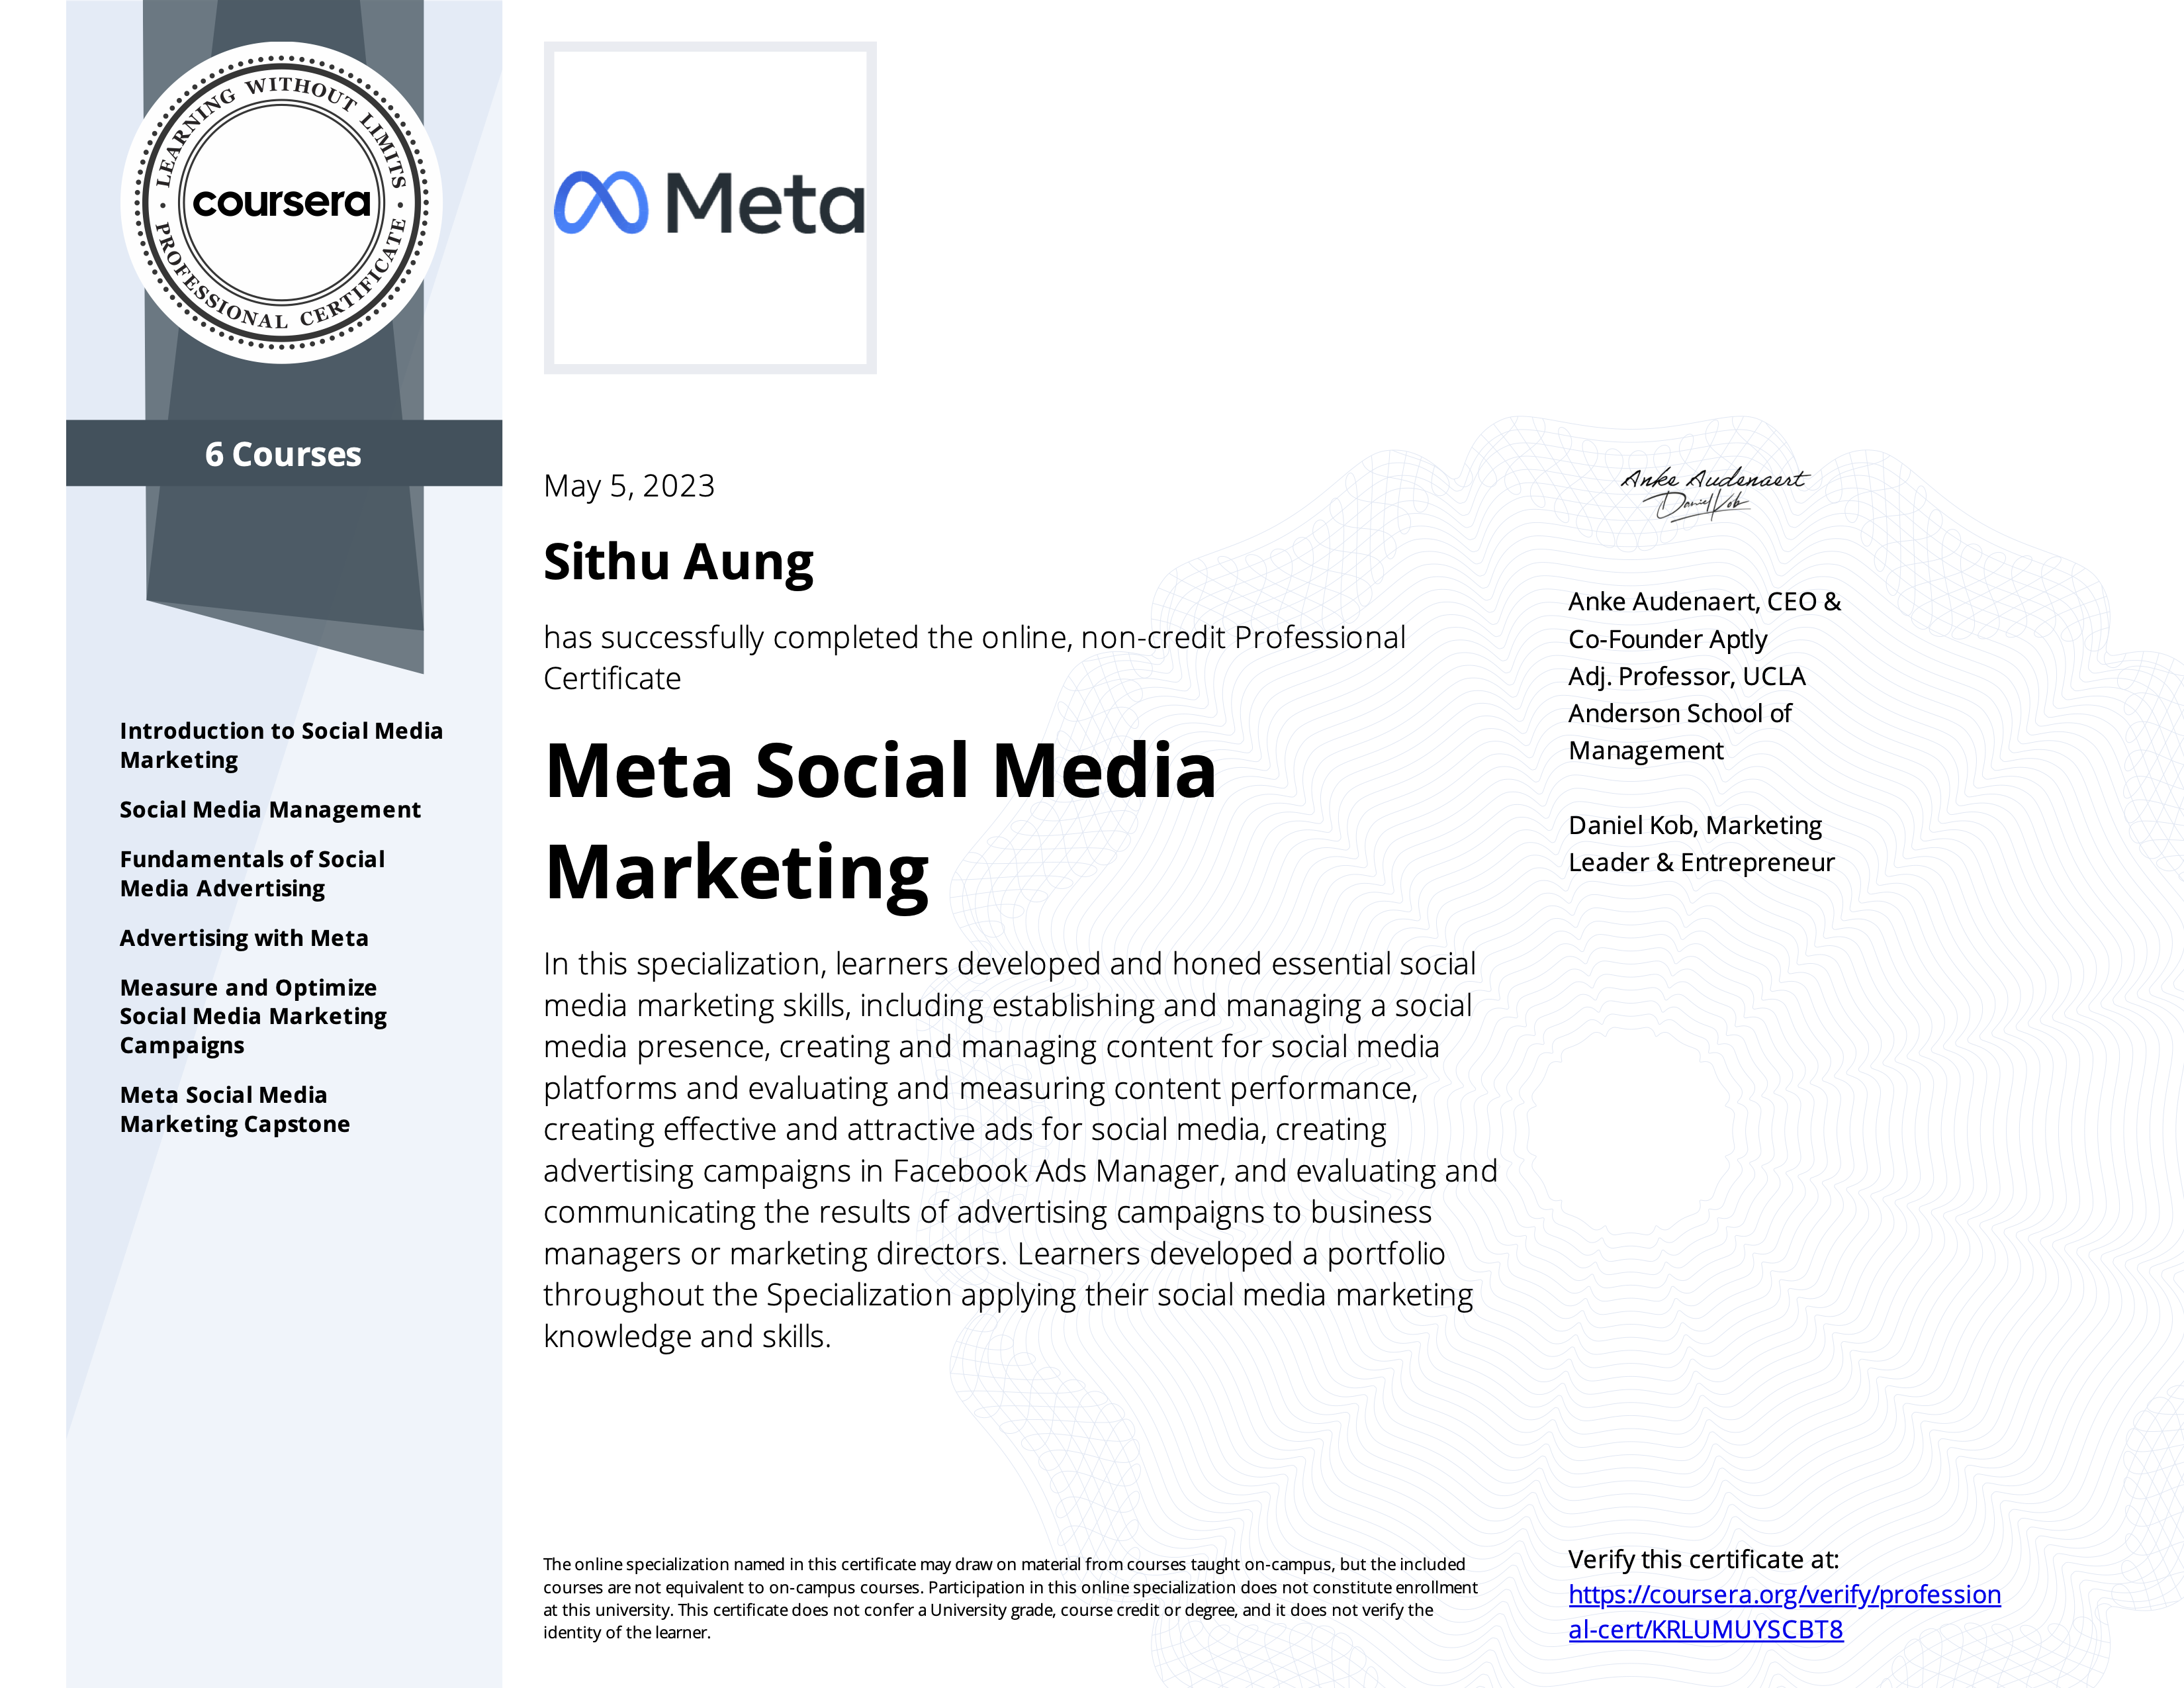 LEARNING WITHOUT LIMITS
coursera
PROFESSIONAL CERTIFICATE
6 Courses
Introduction to Social Media
Marketing
Social Media Management
Fundamentals of Social
Media Advertising
Advertising with Meta
Measure and Optimize
Social Media Marketing
Campaigns
Meta Social Media
Marketing Capstone
Meta
May 5, 2023
Sithu Aung
has successfully completed the online, non-credit Professional
Certificate
Meta Social Media
Marketing
In this specialization, learners developed and honed essential social
media marketing skills, including establishing and managing a social
media presence, creating and managing content for social media
platforms and evaluating and measuring content performance,
creating effective and attractive ads for social media, creating
advertising campaigns in Facebook Ads Manager, and evaluating and
communicating the results of advertising campaigns to business
managers or marketing directors. Learners developed a portfolio
throughout the Specialization applying their social media marketing
knowledge and skills.
The online specialization named in this certificate may draw on material from courses taught on-campus, but the included
courses are not equivalent to on-campus courses. Participation in this online specialization does not constitute enrollment
at this university. This certificate does not confer a University grade, course credit or degree, and it does not verify the
identity of the learner.
Anke Audenaert
Daniel Kob
Anke Audenaert, CEO &
Co-Founder Aptly
Adj. Professor, UCLA
Anderson School of
Management
Daniel Kob, Marketing
Leader & Entrepreneur
Verify this certificate at:
https://coursera.org/verify/profession
al-cert/KRLUMUYSCBT8